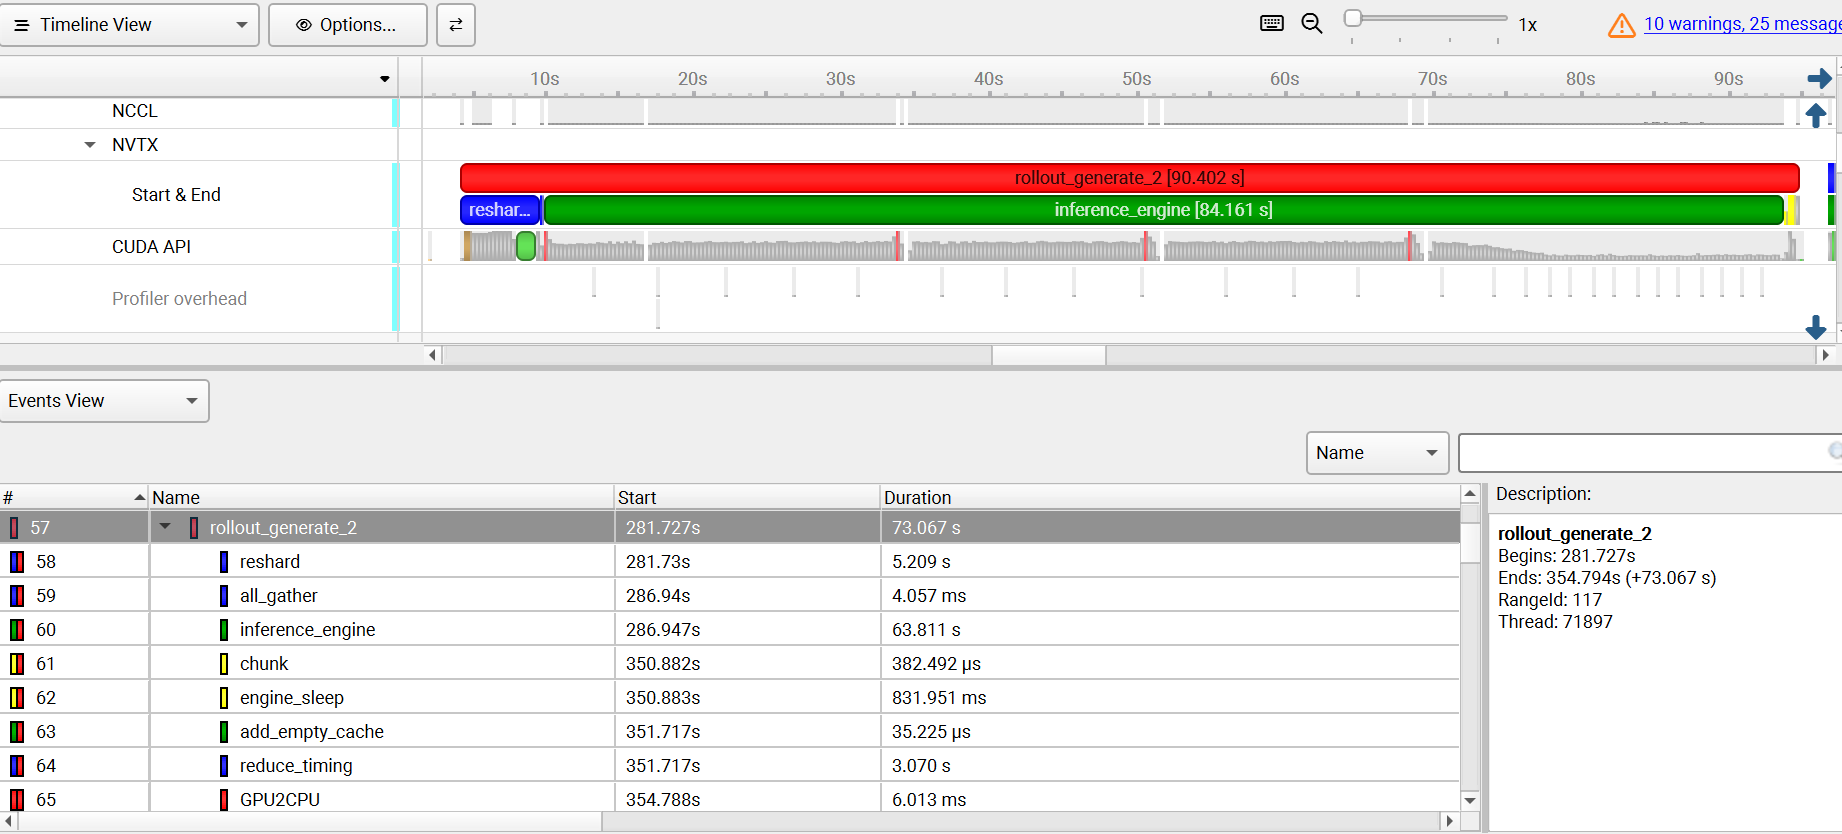 Timeline View
Options...
1x
10 warnings, 25 message
10s 20s 30s 40s 50s 60s 70s 80s 90s
NCCL
NVTX
rollout_generate_2 [90.402 s]
Start & End
reshar... inference_engine [84.161 s]
CUDA API
Profiler overhead
Events View
Name
# Name Start Duration
Description:
57 rollout_generate_2 281.727s 73.067 s
58 reshard 281.73s 5.209 s
59 all_gather 286.94s 4.057 ms
60 inference_engine 286.947s 63.811 s
61 chunk 350.882s 382.492 μs
62 engine_sleep 350.883s 831.951 ms
63 add_empty_cache 351.717s 35.225 μs
64 reduce_timing 351.717s 3.070 s
65 GPU2CPU 354.788s 6.013 ms
rollout_generate_2
Begins: 281.727s
Ends: 354.794s (+73.067 s)
RangeId: 117
Thread: 71897